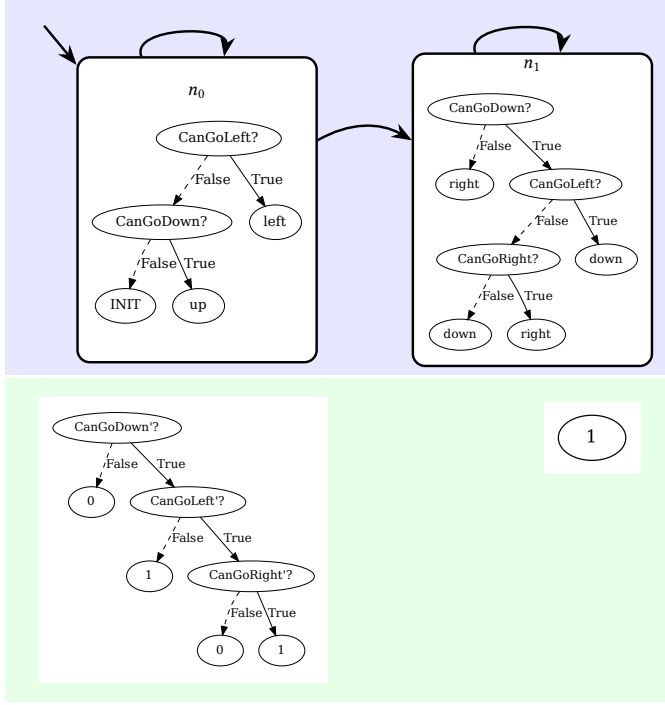 n0
CanGoLeft?
False True
CanGoDown? left
False True
INIT up
n1
CanGoDown?
False True
right CanGoLeft?
False True
CanGoRight? down
False True
down right
CanGoDown'?
False True
0 CanGoLeft'?
False True
1 CanGoRight'?
False True
0 1
1